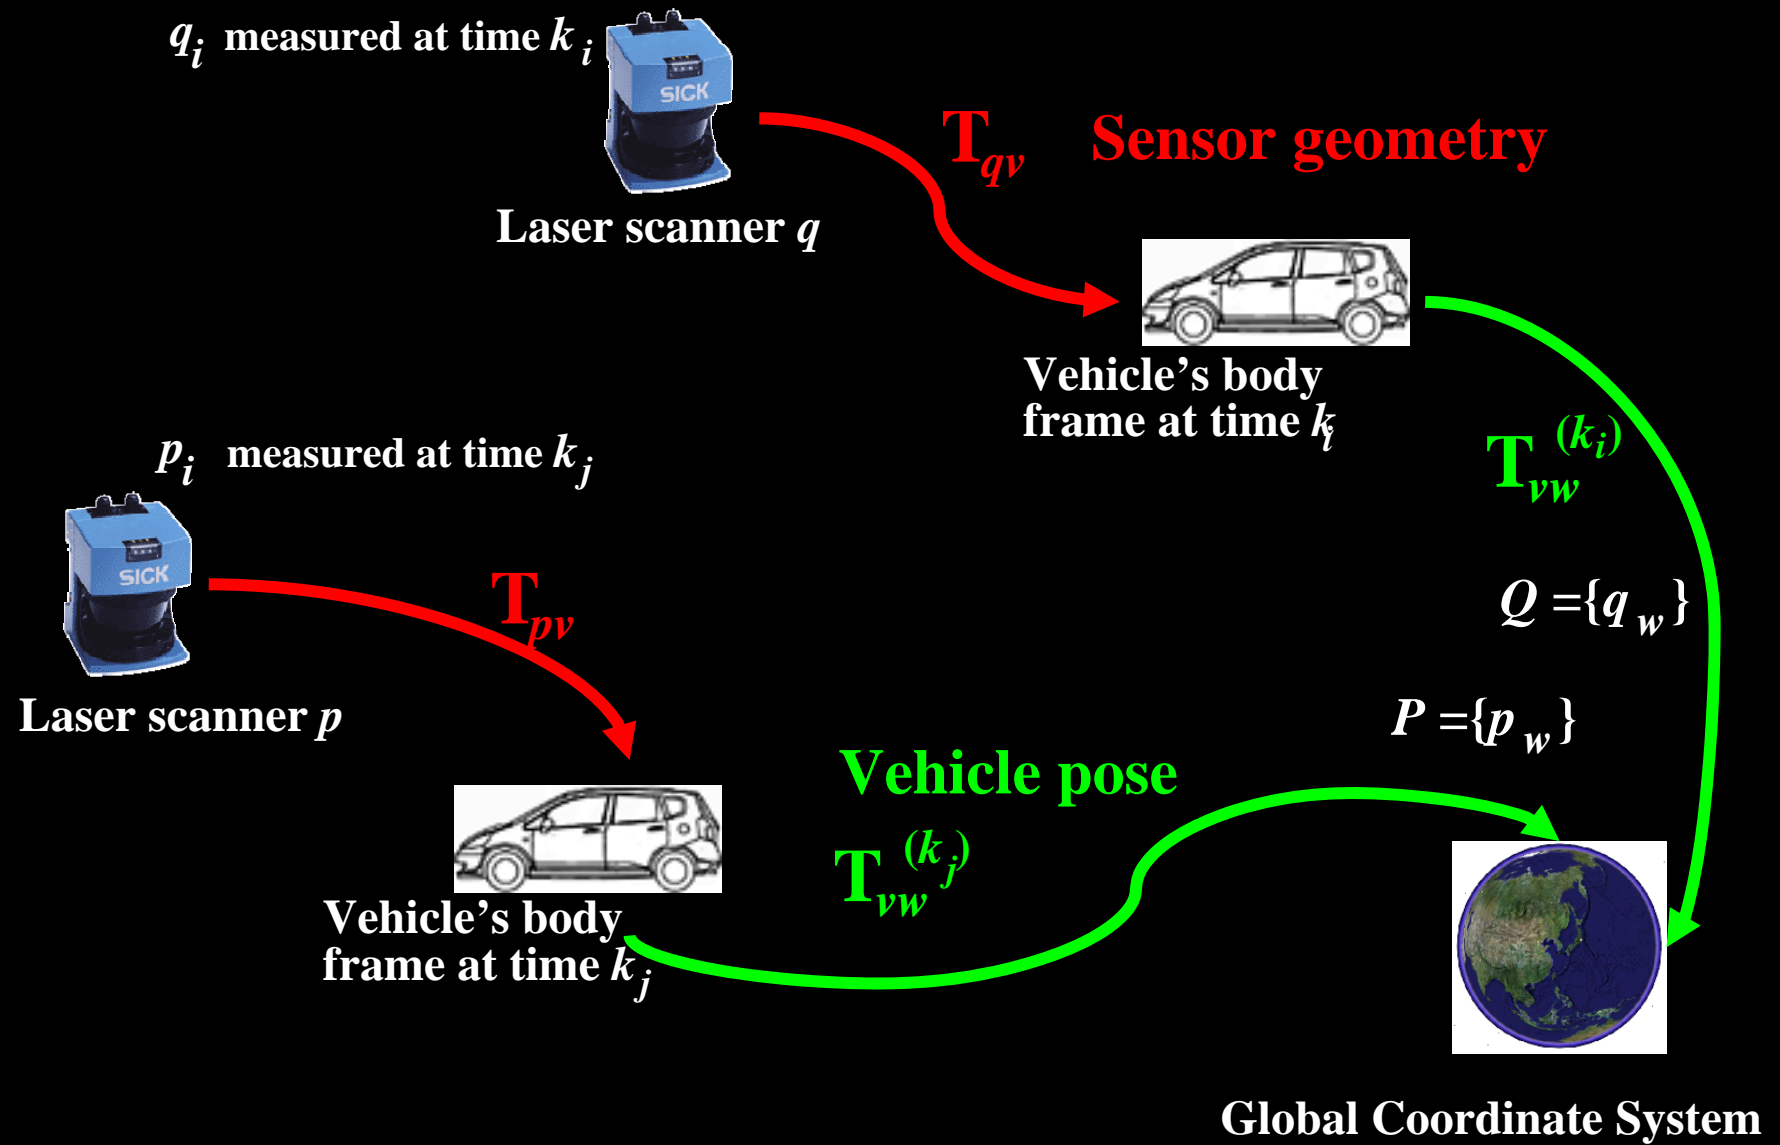 q_i measured at time k_i
SICK
T_qv Sensor geometry
Laser scanner q
Vehicle’s body
frame at time k_i
T_vw^(k_i)
p_i measured at time k_j
SICK
T_pv
Q ={q_w}
Laser scanner p
P ={p_w}
Vehicle pose
T_vw^(k_j)
Vehicle’s body
frame at time k_j
Global Coordinate System